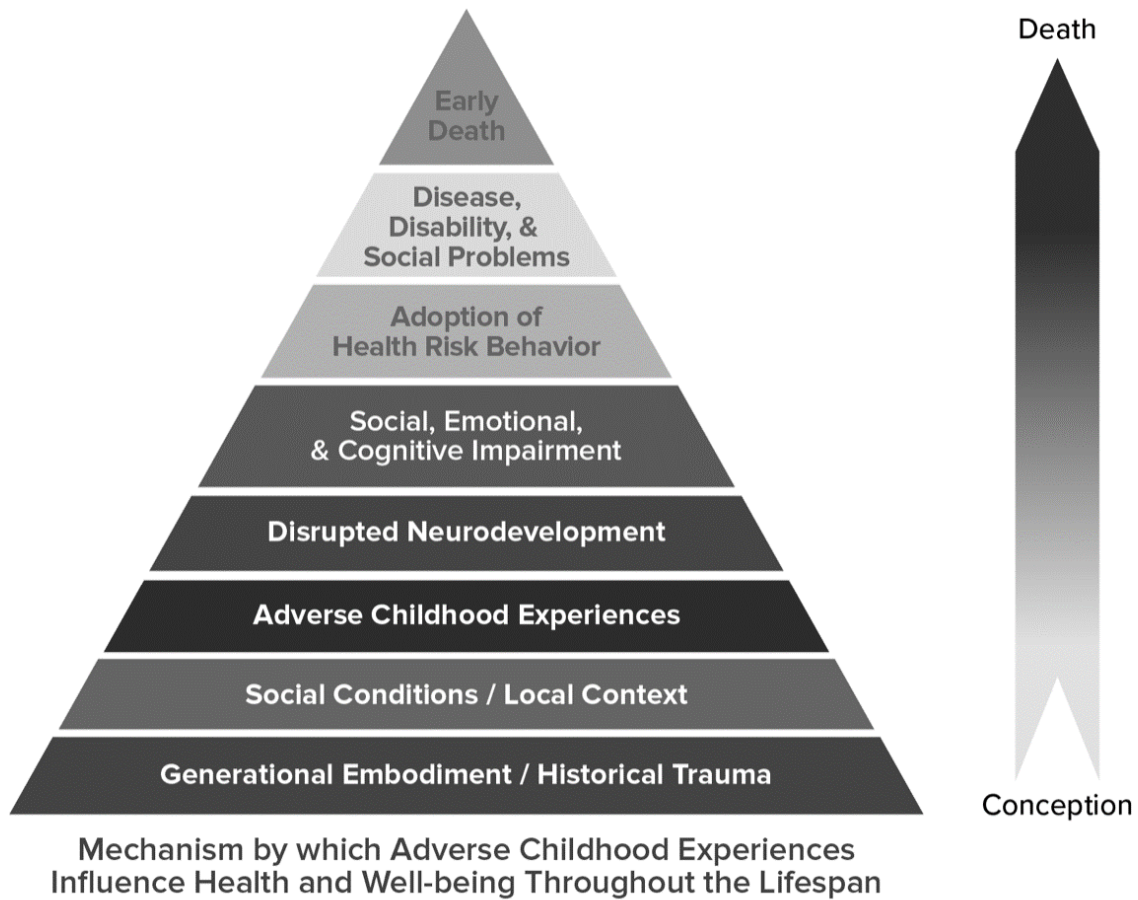 Death
Early
Death
Disease,
Disability, &
Social Problems
Adoption of
Health Risk Behavior
Social, Emotional,
& Cognitive Impairment
Disrupted Neurodevelopment
Adverse Childhood Experiences
Social Conditions / Local Context
Generational Embodiment / Historical Trauma
Conception
Mechanism by which Adverse Childhood Experiences
Influence Health and Well-being Throughout the Lifespan